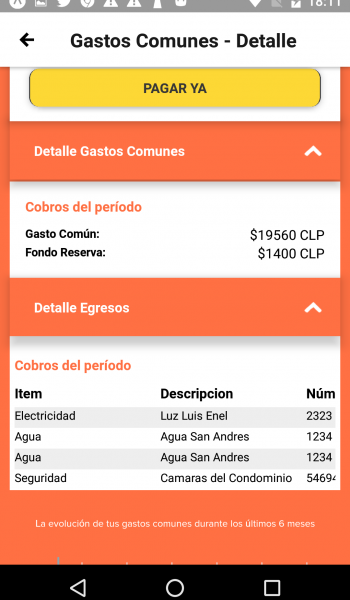 18:11
Gastos Comunes - Detalle
PAGAR YA
Detalle Gastos Comunes
Cobros del período
Gasto Común: $19560 CLP
Fondo Reserva: $1400 CLP
Detalle Egresos
Cobros del período
Item Descripcion Núm
Electricidad Luz Luis Enel 2323
Agua Agua San Andres 1234
Agua Agua San Andres 1234
Seguridad Camaras del Condominio 54694
La evolución de tus gastos comunes durante los últimos 6 meses